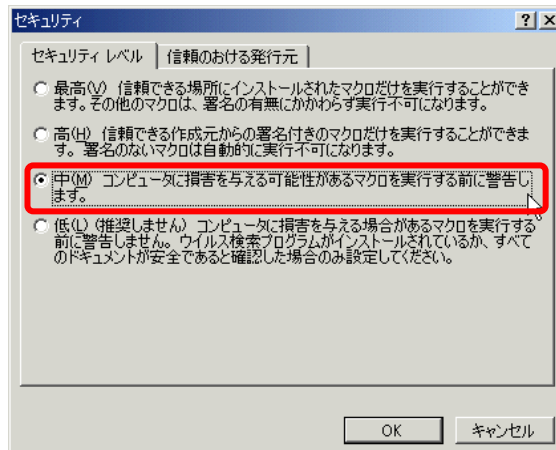 セキュリティ
セキュリティ レベル
信頼のおける発行元
最高(V) 信頼できる場所にインストールされたマクロだけを実行することができ
ます。その他のマクロは、署名の有無にかかわらず実行不可になります。
高(H) 信頼できる作成元からの署名付きのマクロだけを実行することができま
す。署名のないマクロは自動的に実行不可になります。
中(M) コンピュータに損害を与える可能性があるマクロを実行する前に警告し
ます。
低(L) (推奨しません) コンピュータに損害を与える場合があるマクロを実行する
前に警告しません。ウイルス検索プログラムがインストールされているか、すべて
のドキュメントが安全であると確認した場合のみ設定してください。
OK
キャンセル